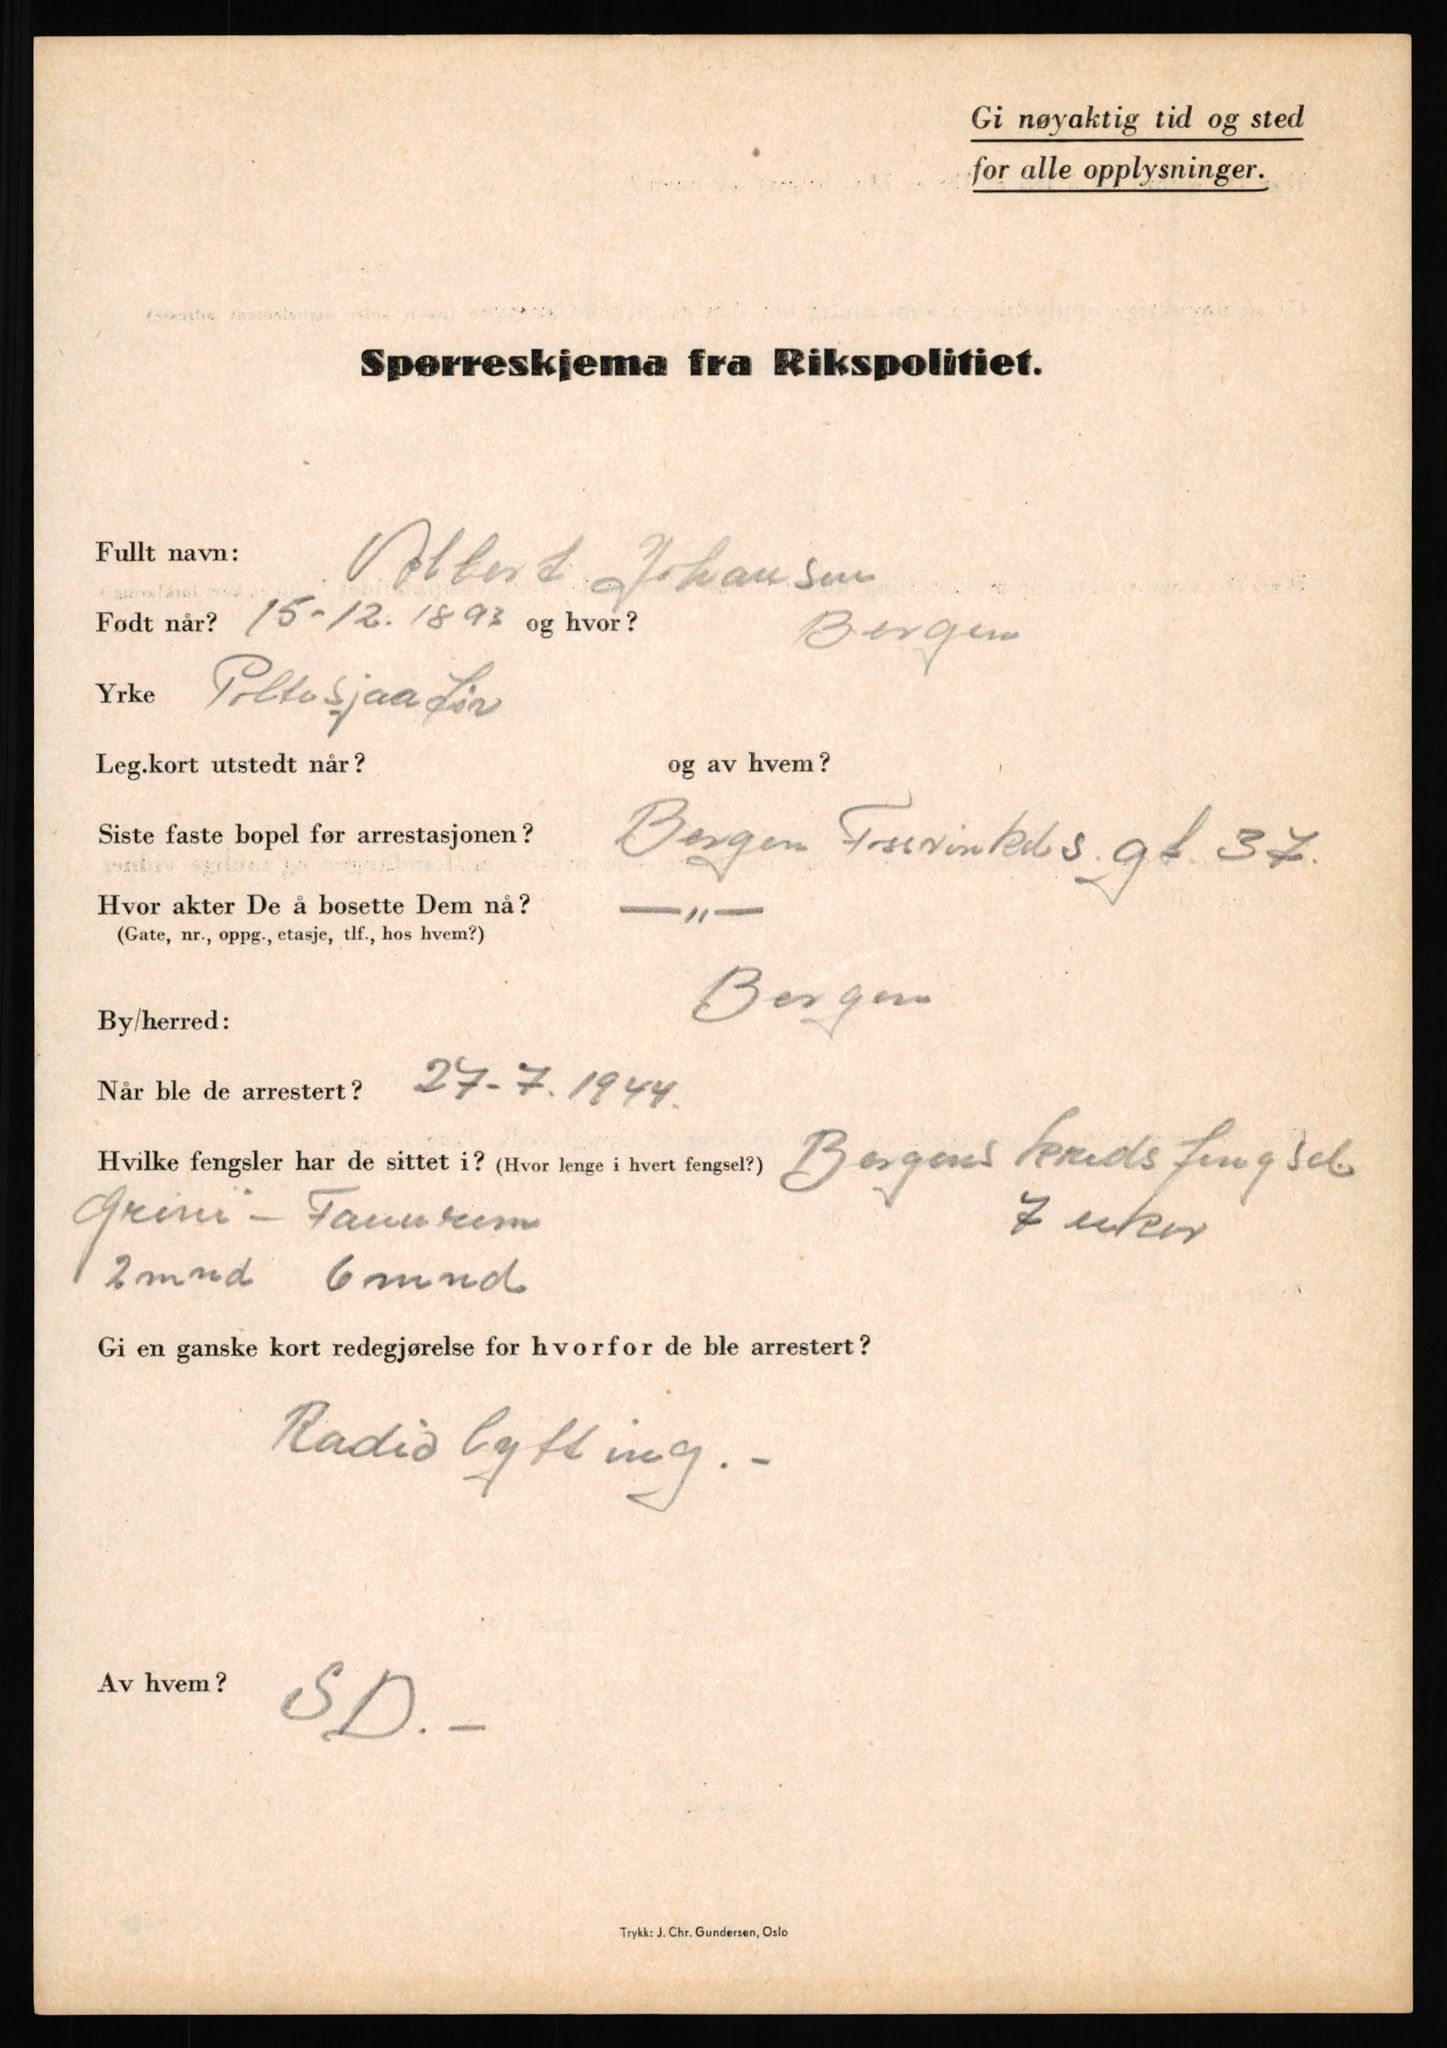 Gi nøyaktig tid og sted
for alle opplysninger.
Spørreskjema fra Rikspolitiet.
Fullt navn: Albert Johansen
Født når? 15-12. 1893 og hvor? Bergen
Yrke
Leg.kort utstedt når? og av hvem?
Siste faste bopel før arrestasjonen? Bergen Fosswinkels gt. 37.
Hvor akter De å bosette Dem nå? —"—
(Gate, nr., oppg., etasje, tlf., hos hvem?)
By/herred: Bergen
Når ble de arrestert? 27-7. 1944.
Hvilke fengsler har de sittet i? (Hvor lenge i hvert fengsel?) Bergens kreds fengsel
Grini – Fannrem 7 uker
2 mnd 6 mnd
Gi en ganske kort redegjørelse for hvorfor de ble arrestert?
Radio lytting. -
Av hvem? SD. -
Trykk: J. Chr. Gundersen, Oslo